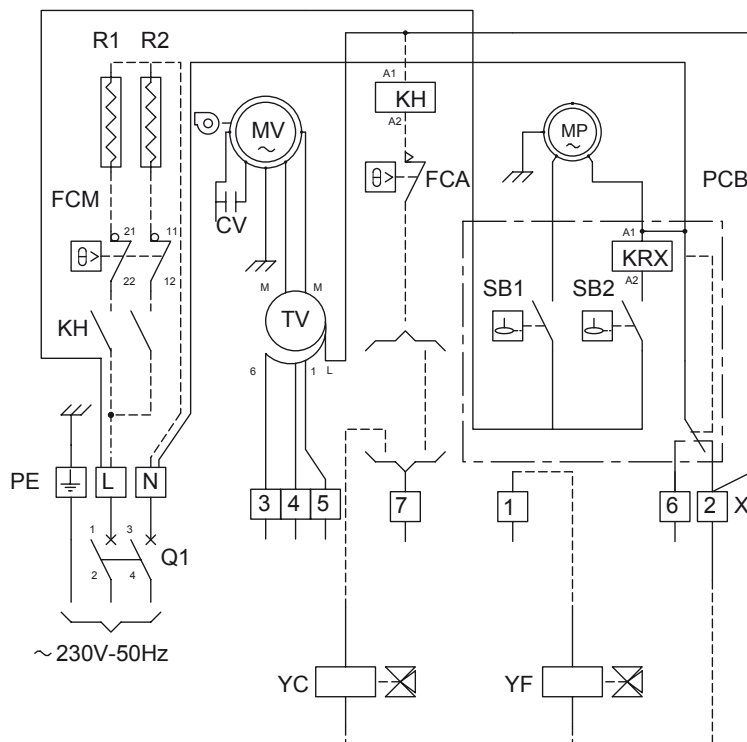 R1 R2
A1
KH
A2
MV
~
MP
FCM
FCA
PCB
CV
21 11
22 12
A1
KRX
A2
SB1 SB2
M M
TV
KH
6 1 L
PE
L N
3 4 5
7
1
6 2 X
1 3
Q1
2 4
~ 230V-50Hz
YC
YF
θ>
θ>